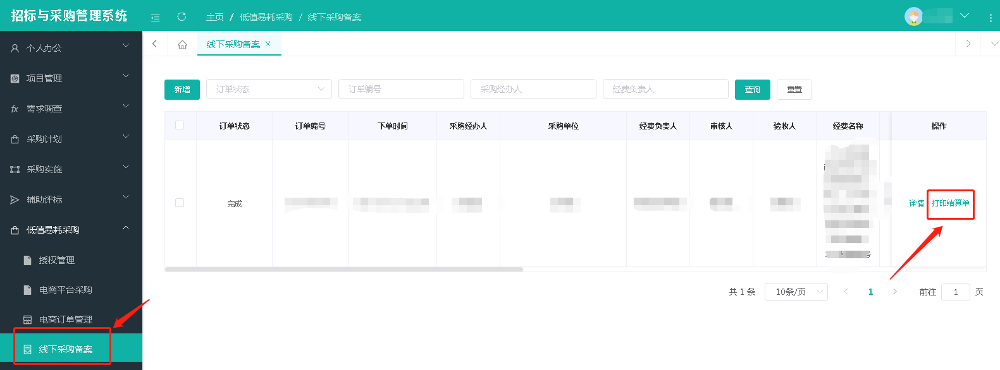 招标与采购管理系统
主页 / 低值易耗采购 / 线下采购备案
个人办公
项目管理
需求调查
采购计划
采购实施
辅助评标
低值易耗采购
授权管理
电商平台采购
电商订单管理
线下采购备案
线下采购备案 ×
新增 订单状态 订单编号 采购经办人 经费负责人 查询 重置
订单状态 订单编号 下单时间 采购经办人 采购单位 经费负责人 审核人 验收人 经费名称 操作
完成 详情 打印结算单
共 1 条 10条/页 1 前往 1 页